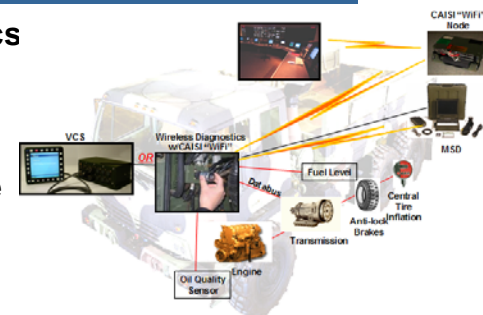 cs
CAISI "WiFi"
Node
VCS
Wireless Diagnostics
w/CAISI "WiFi"
OR
MSD
e
Fuel Level
Databus
Central
Tire
Inflation
Anti-lock
Brakes
Transmission
Engine
Oil Quality
Sensor